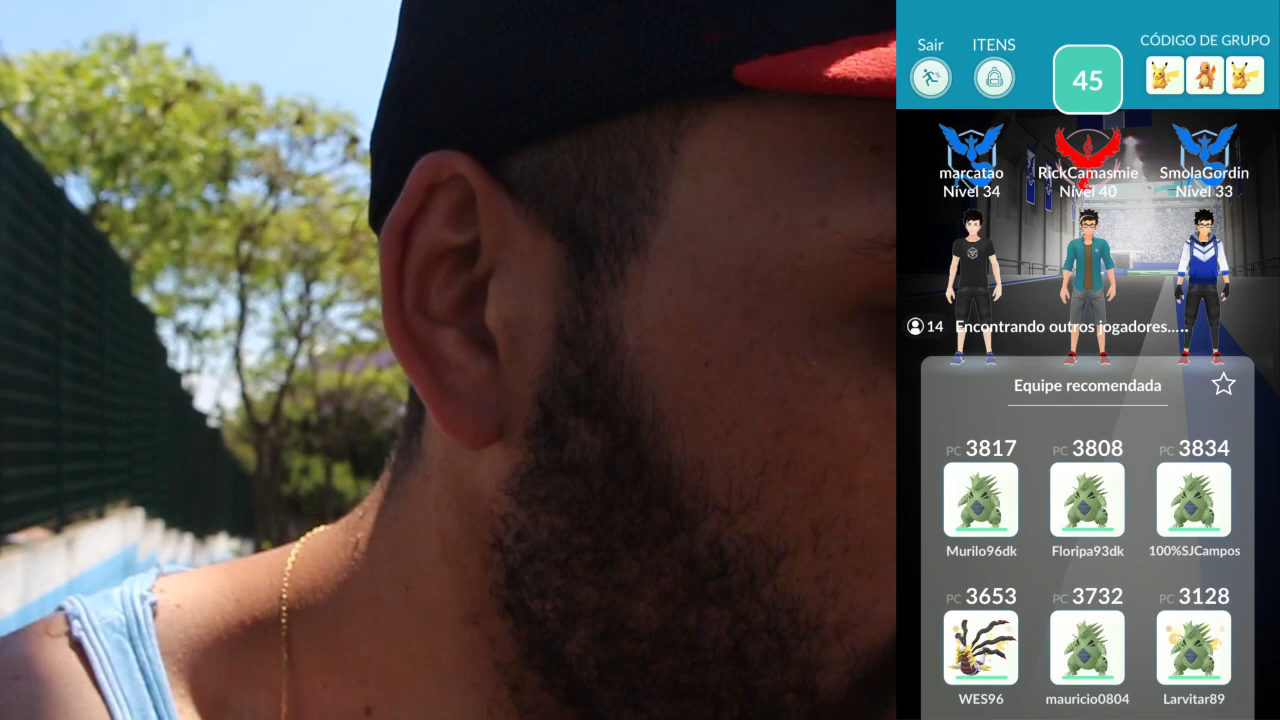 Sair ITENS CÓDIGO DE GRUPO
45
marcatao RickCamasmie SmolaGordin
Nível 34 Nível 40 Nível 33
14 Encontrando outros jogadores.....
Equipe recomendada
PC 3817 PC 3808 PC 3834
Murilo96dk Floripa93dk 100%SJCampos
PC 3653 PC 3732 PC 3128
WES96 mauricio0804 Larvitar89